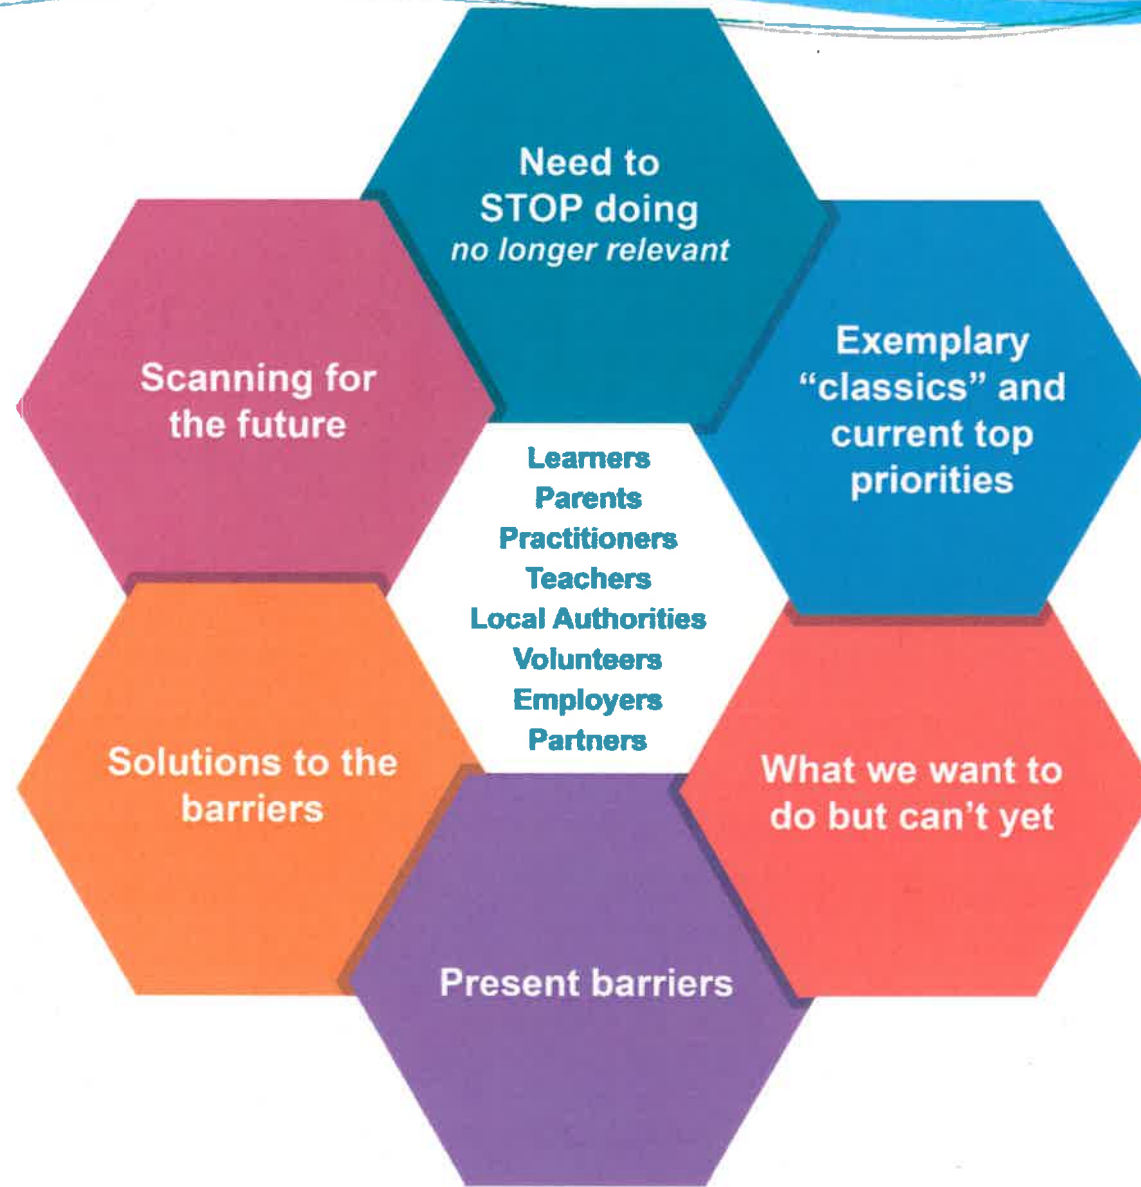 Need to
STOP doing
no longer relevant
Exemplary
“classics” and
current top
priorities
What we want to
do but can’t yet
Present barriers
Solutions to the
barriers
Scanning for
the future
Learners
Parents
Practitioners
Teachers
Local Authorities
Volunteers
Employers
Partners